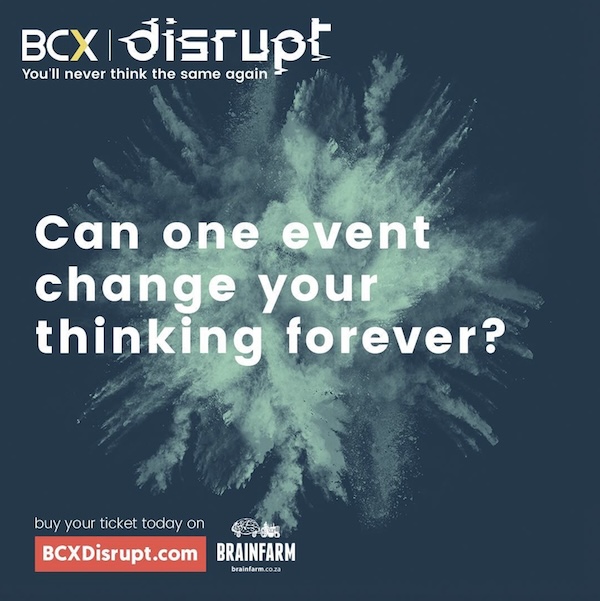 BCX | disrupt
You'll never think the same again
Can one event
change your
thinking forever?
buy your ticket today on
BCXDisrupt.com
BRAINFARM
brainfarm.co.za